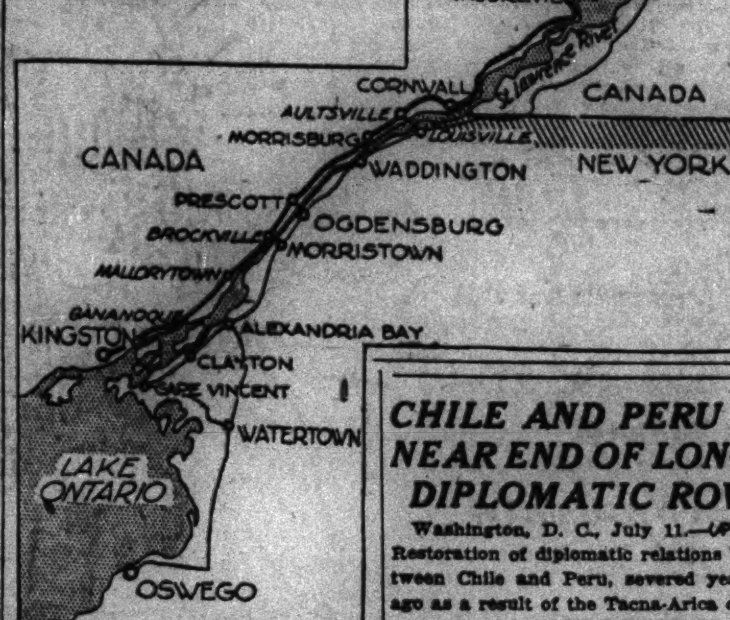 St. Lawrence River
CORNWALL
CANADA
AULTSVILLE
MORRISBURG
LOUISVILLE
CANADA
WADDINGTON
NEW YORK
PRESCOTT
OGDENSBURG
BROCKVILLE
MORRISTOWN
MALLORYTOWN
GANANOQUE
KINGSTON
ALEXANDRIA BAY
CLAYTON
CAPE VINCENT
WATERTOWN
LAKE
ONTARIO
OSWEGO
CHILE AND PERU
NEAR END OF LON
DIPLOMATIC ROW
Washington, D. C., July 11.—UP
Restoration of diplomatic relations
tween Chile and Peru, severed ye
ago as a result of the Tacna-Arica